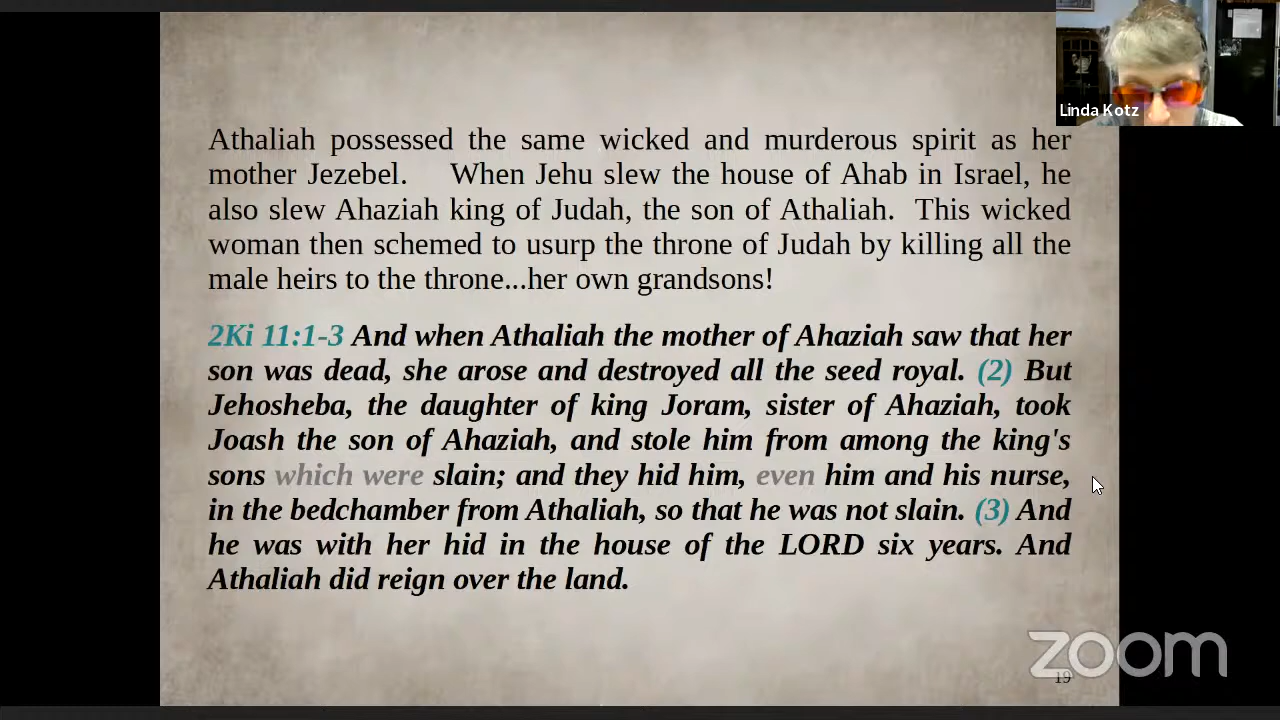 Linda Kotz
Athaliah possessed the same wicked and murderous spirit as her
mother Jezebel. When Jehu slew the house of Ahab in Israel, he
also slew Ahaziah king of Judah, the son of Athaliah. This wicked
woman then schemed to usurp the throne of Judah by killing all the
male heirs to the throne...her own grandsons!
2Ki 11:1-3 And when Athaliah the mother of Ahaziah saw that her
son was dead, she arose and destroyed all the seed royal. (2) But
Jehosheba, the daughter of king Joram, sister of Ahaziah, took
Joash the son of Ahaziah, and stole him from among the king's
sons which were slain; and they hid him, even him and his nurse,
in the bedchamber from Athaliah, so that he was not slain. (3) And
he was with her hid in the house of the LORD six years. And
Athaliah did reign over the land.
zoom
19